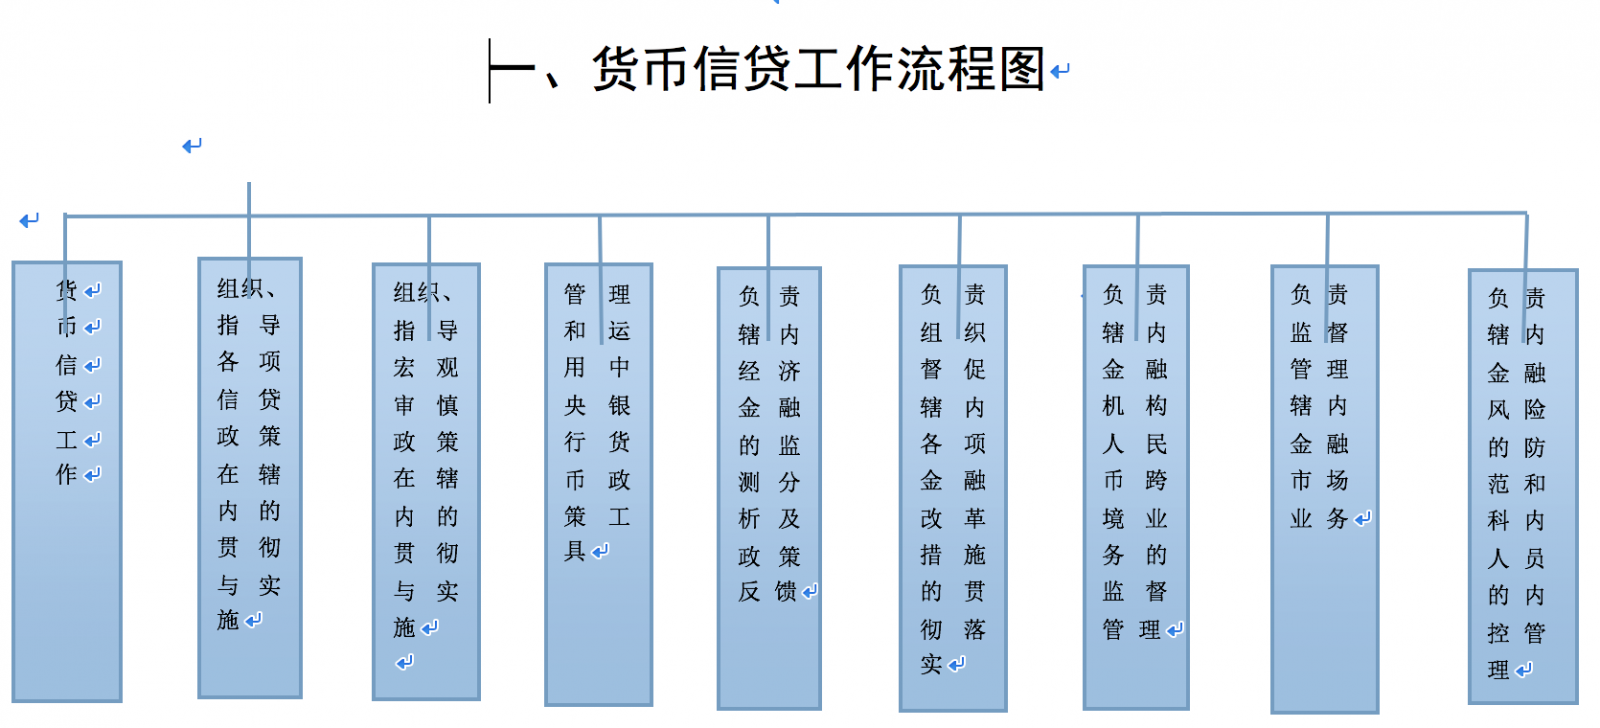 一、货币信贷工作流程图
货
币
信
贷
工
作
组织、
指导
各项
信贷
政策
在辖
内的
贯彻
与实
施
组织、
指导
宏观
审慎
政策
在辖
内的
贯彻
与实
施
管理
和运
用中
央银
行货
币政
策工
具
负责
辖内
经济
金融
的监
测分
析及
政策
反馈
负责
组织
督促
辖内
各项
金融
改革
措施
的贯
彻落
实
负责
辖内
金融
机构
人民
币跨
境业
务的
监督
管理
负责
监督
管理
辖内
金融
市场
业务
负责
辖内
金融
风险
的防
范和
科内
人员
的内
控管
理